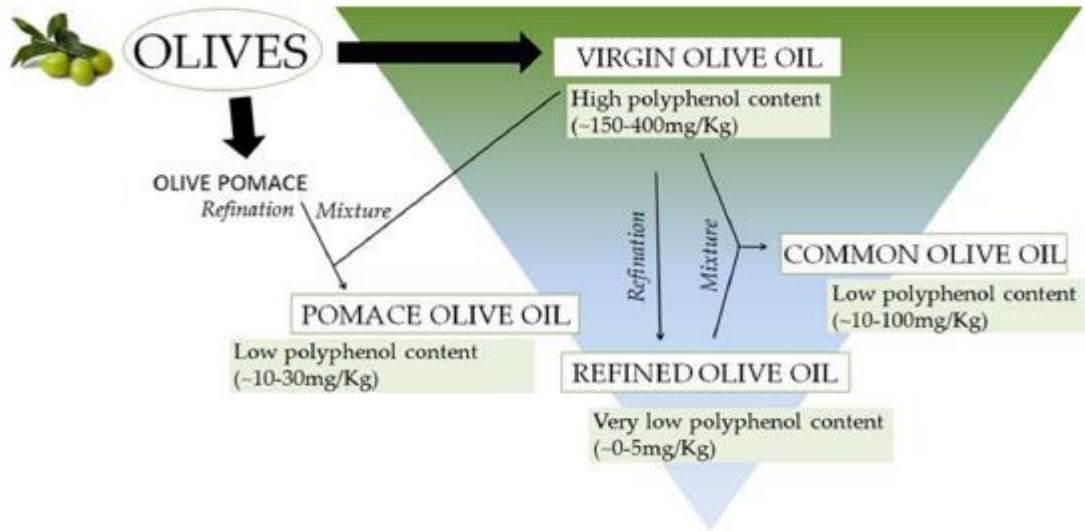 OLIVES
VIRGIN OLIVE OIL
High polyphenol content
(~150-400mg/Kg)
OLIVE POMACE
Refination
Mixture
Refination
Mixture
COMMON OLIVE OIL
Low polyphenol content
(~10-100mg/Kg)
POMACE OLIVE OIL
Low polyphenol content
(~10-30mg/Kg)
REFINED OLIVE OIL
Very low polyphenol content
(~0-5mg/Kg)